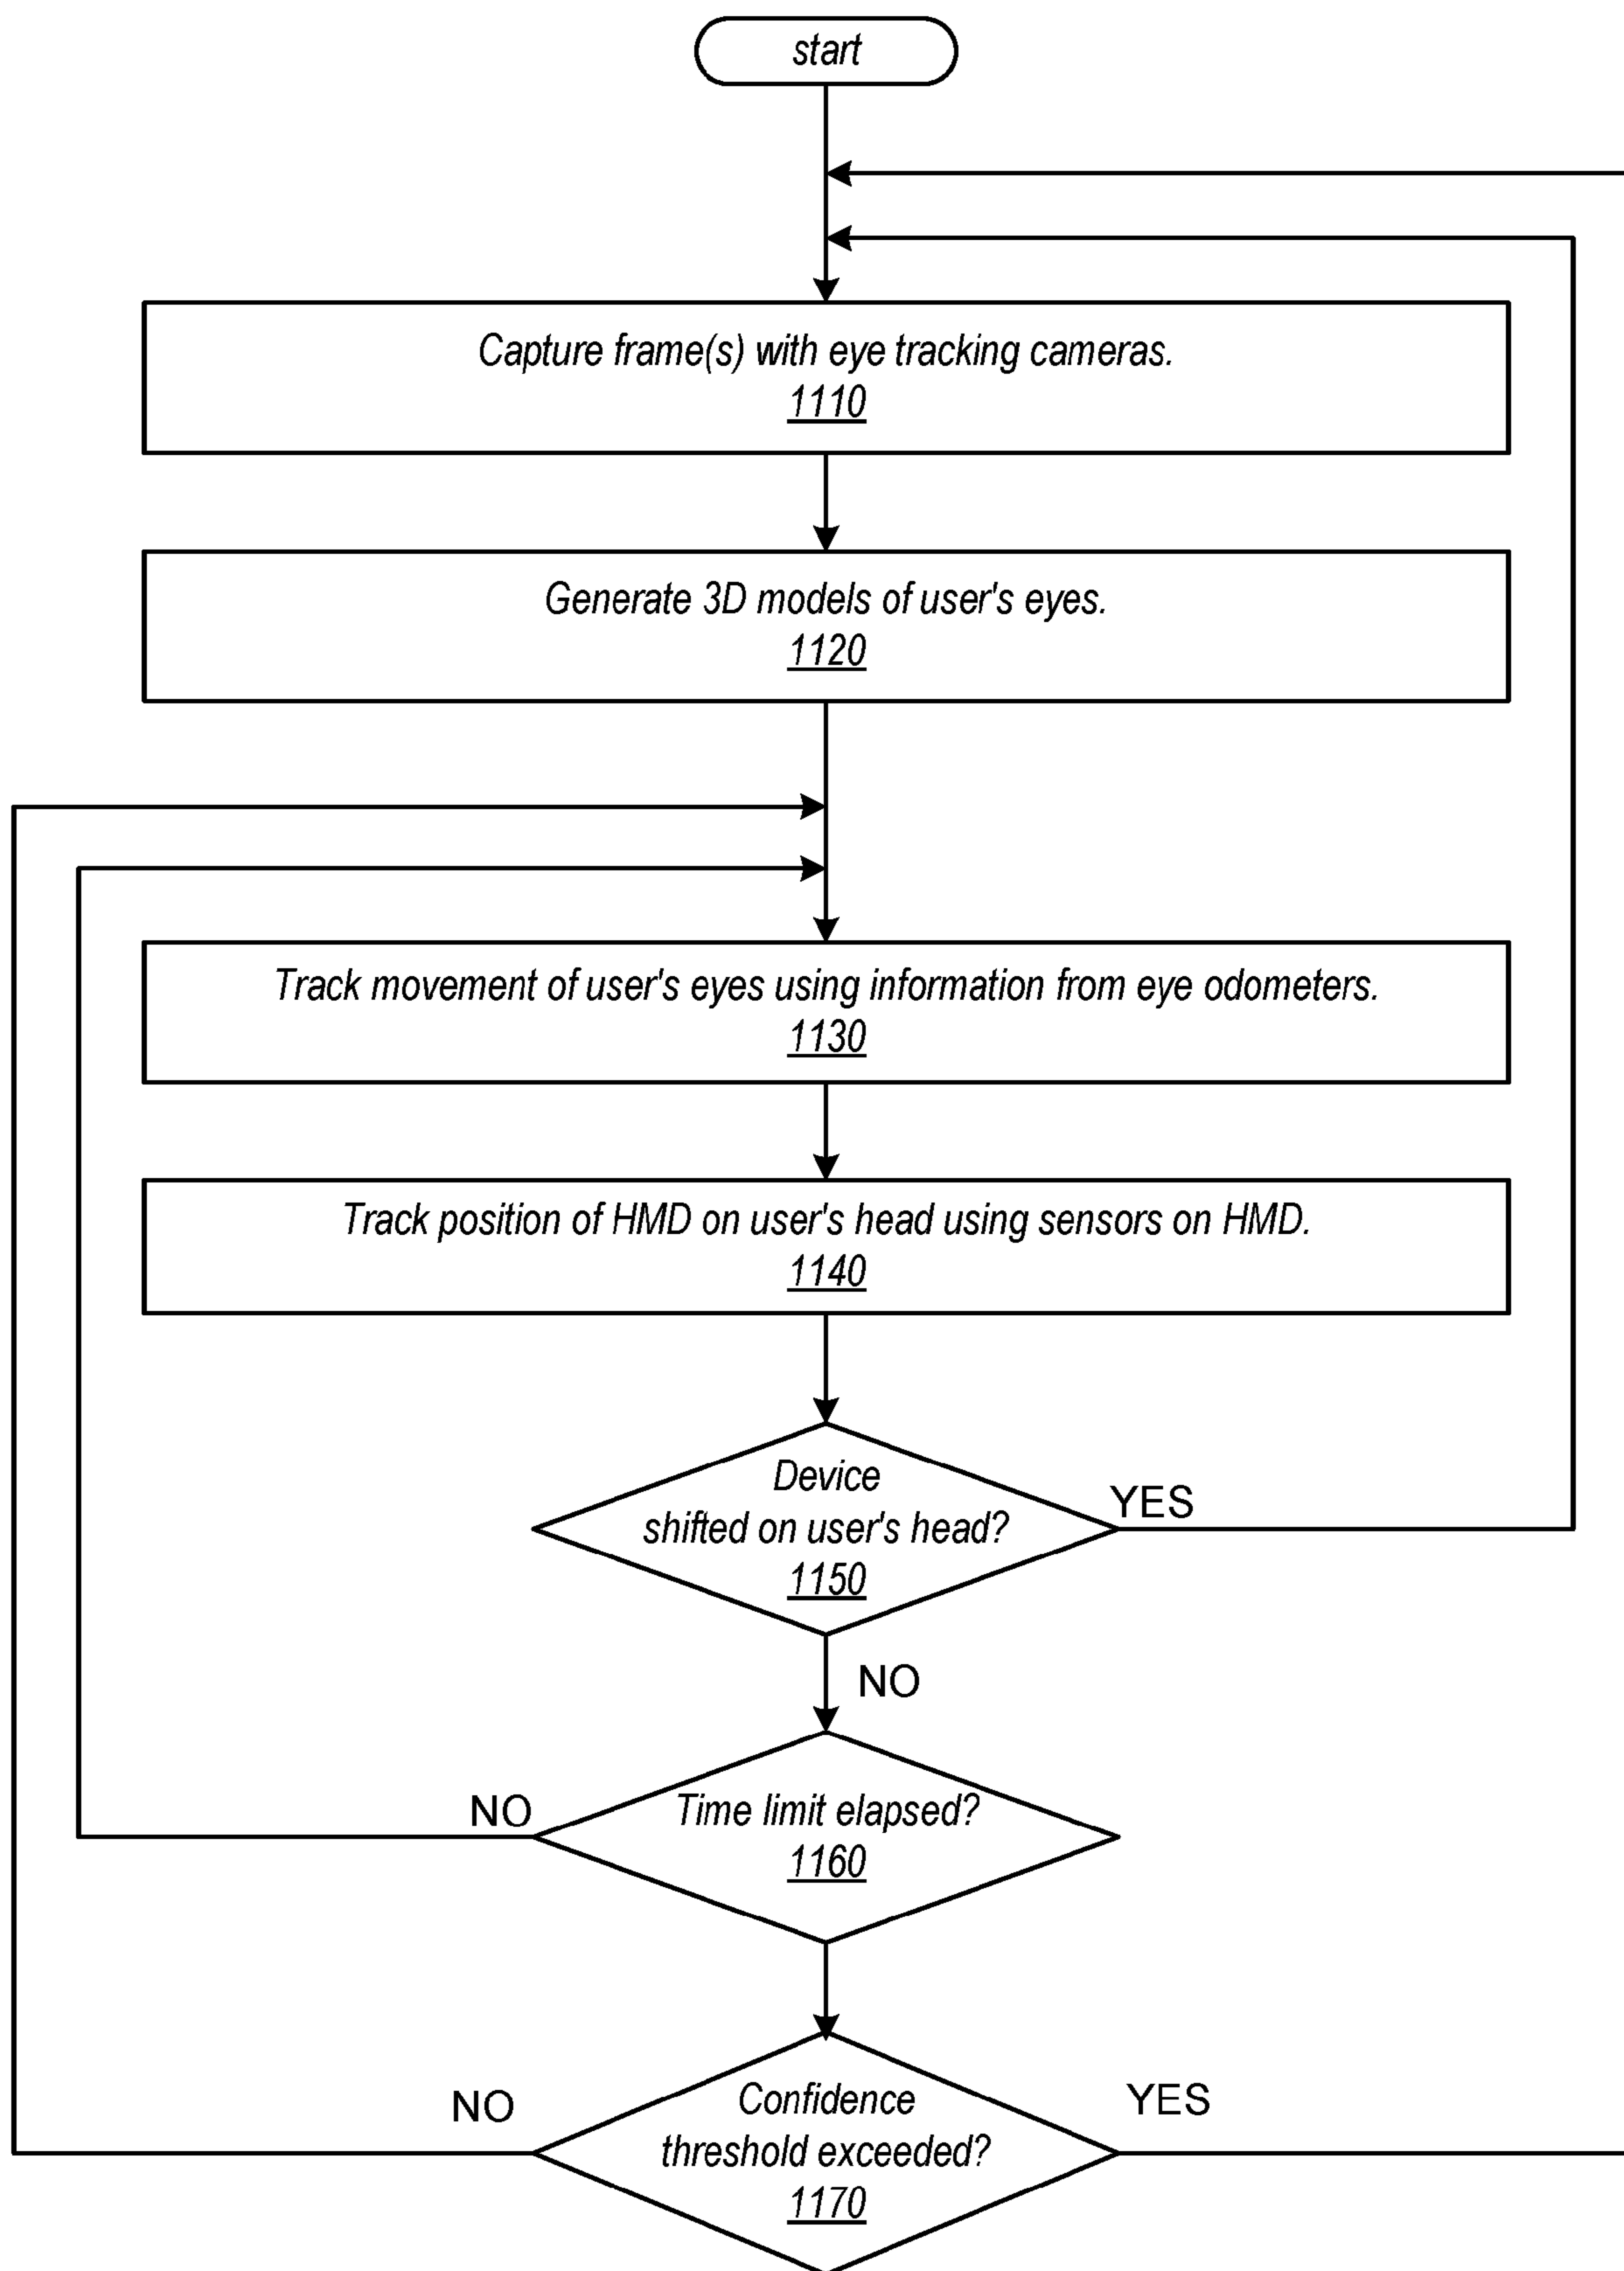 start
Capture frame(s) with eye tracking cameras.
1110
Generate 3D models of user's eyes.
1120
Track movement of user's eyes using information from eye odometers.
1130
Track position of HMD on user's head using sensors on HMD.
1140
Device
shifted on user's head?
1150
YES
NO
Time limit elapsed?
1160
NO
Confidence
threshold exceeded?
1170
NO
YES